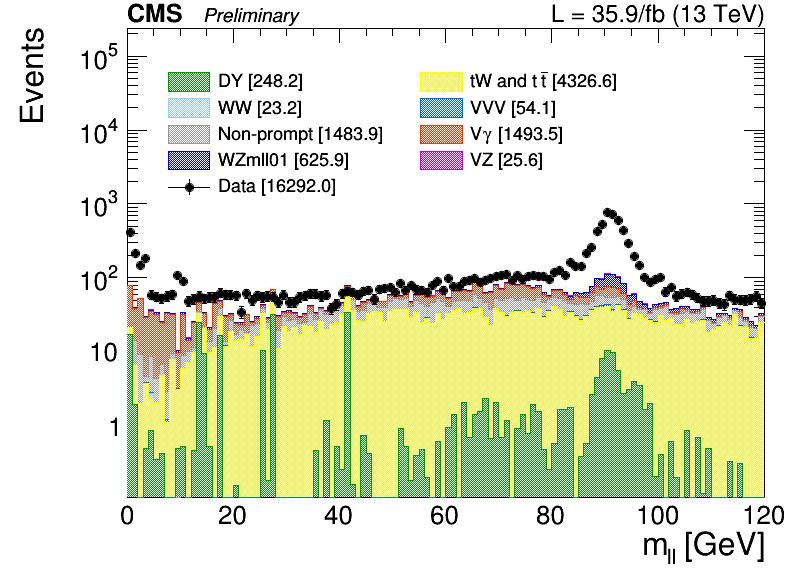 CMS Preliminary L = 35.9/fb (13 TeV)
Events
10⁵
10⁴
10³
10²
10
1
DY [248.2] tW and t t̄ [4326.6]
WW [23.2] VVV [54.1]
Non-prompt [1483.9] Vγ [1493.5]
WZmll01 [625.9] VZ [25.6]
Data [16292.0]
0 20 40 60 80 100 120
m_ll [GeV]